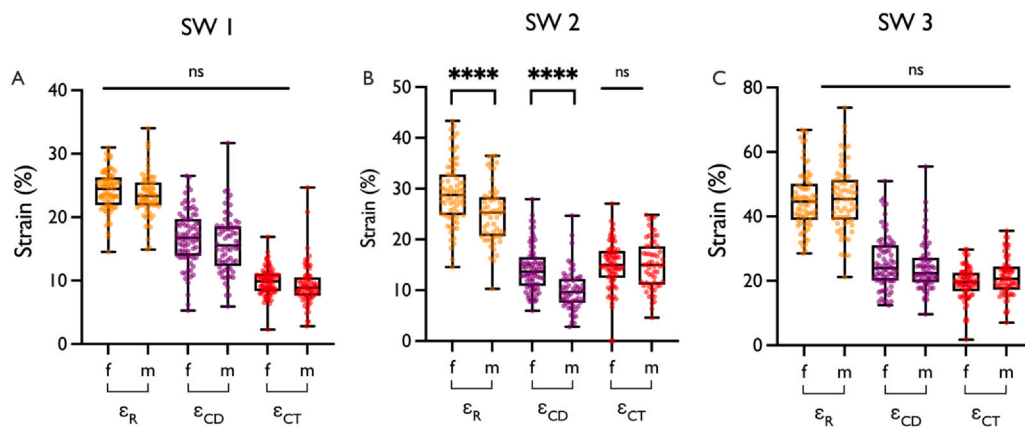 SW 1
SW 2
SW 3
A
ns
Strain (%)
40
30
20
10
0
f
m
f
m
f
m
εR
εCD
εCT
B
****
****
ns
Strain (%)
50
40
30
20
10
0
f
m
f
m
f
m
εR
εCD
εCT
C
ns
Strain (%)
80
60
40
20
0
f
m
f
m
f
m
εR
εCD
εCT